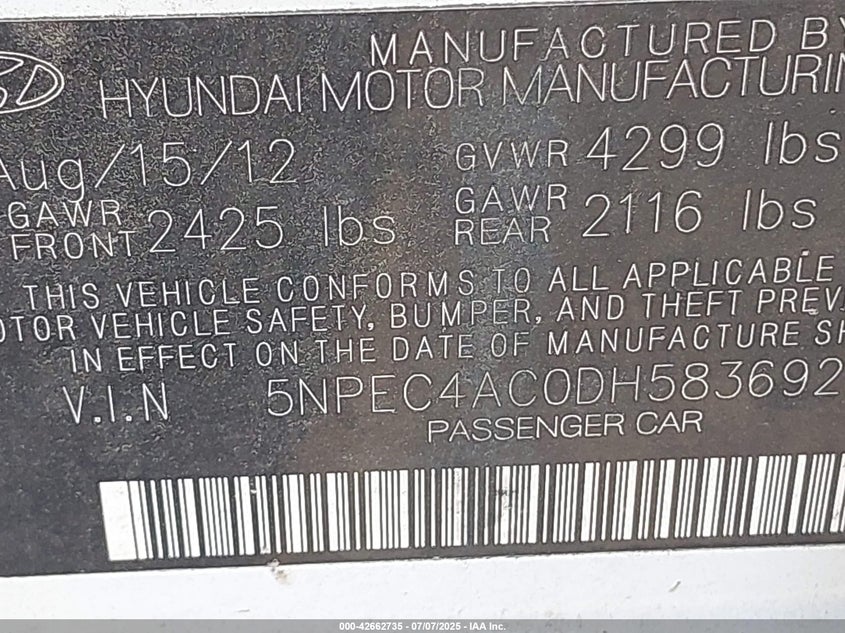 MANUFACTURED BY
HYUNDAI MOTOR MANUFACTURIN
Aug/15/12 GVWR 4299 lbs
GAWR FRONT 2425 lbs GAWR REAR 2116 lbs
THIS VEHICLE CONFORMS TO ALL APPLICABLE
OTOR VEHICLE SAFETY, BUMPER, AND THEFT PREV
IN EFFECT ON THE DATE OF MANUFACTURE SH
V.I.N 5NPEC4AC0DH583692
PASSENGER CAR
000-42662735 - 07/07/2025 - IAA Inc.